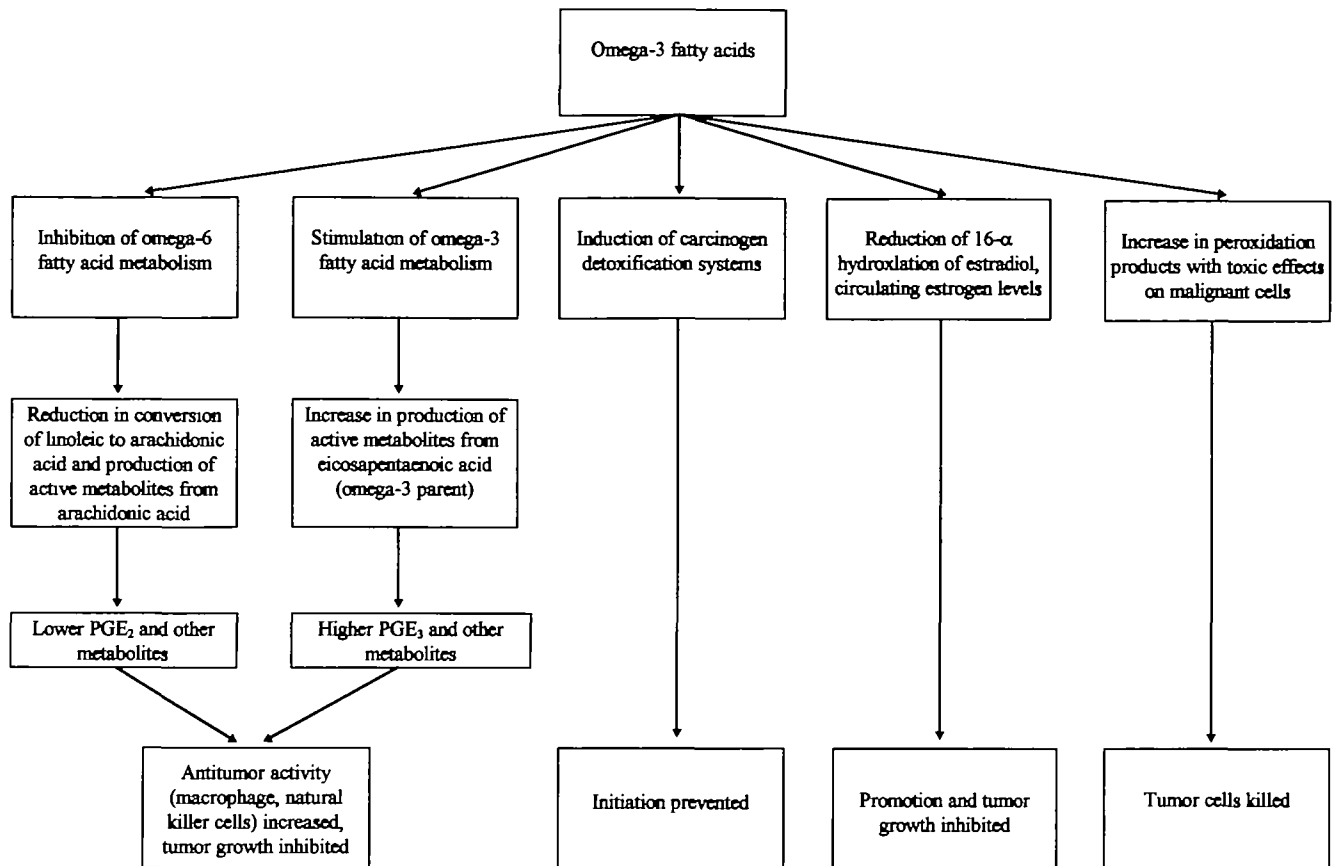 Omega-3 fatty acids
Inhibition of omega-6
fatty acid metabolism
Stimulation of omega-3
fatty acid metabolism
Induction of carcinogen
detoxification systems
Reduction of 16-α
hydroxlation of estradiol,
circulating estrogen levels
Increase in peroxidation
products with toxic effects
on malignant cells
Reduction in conversion
of linoleic to arachidonic
acid and production of
active metabolites from
arachidonic acid
Increase in production of
active metabolites from
eicosapentaenoic acid
(omega-3 parent)
Lower PGE₂ and other
metabolites
Higher PGE₃ and other
metabolites
Antitumor activity
(macrophage, natural
killer cells) increased,
tumor growth inhibited
Initiation prevented
Promotion and tumor
growth inhibited
Tumor cells killed